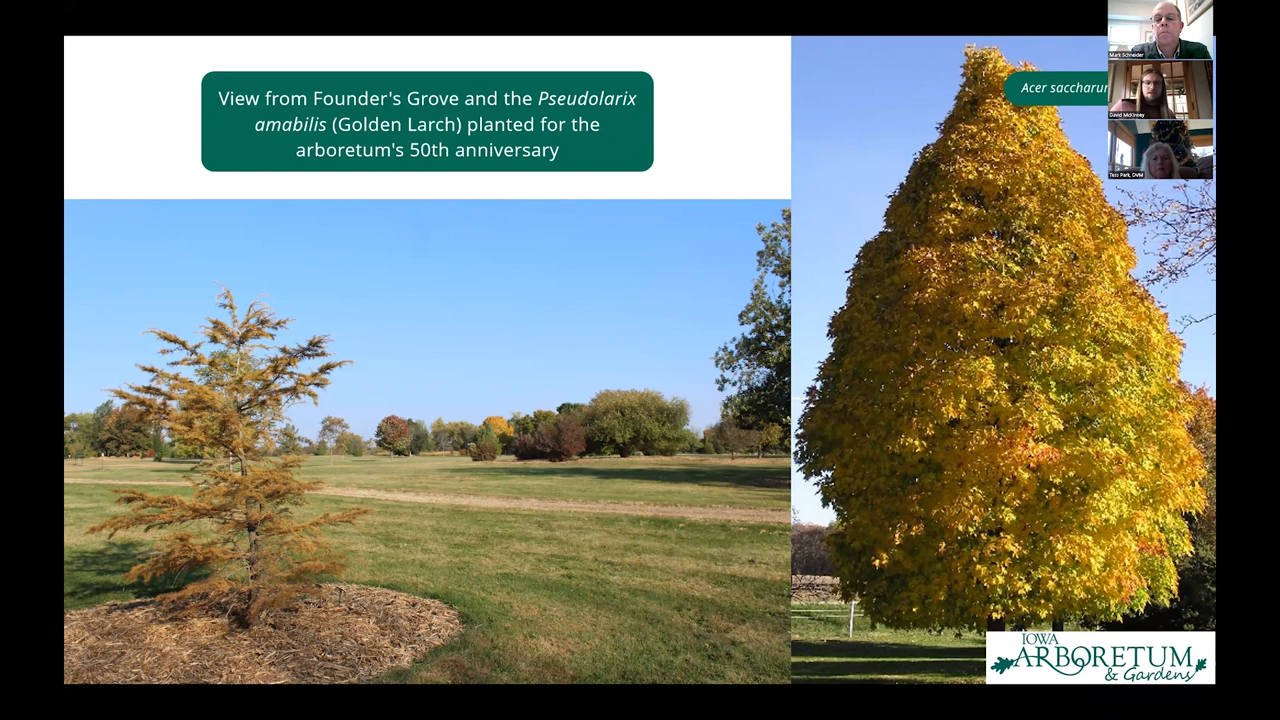 View from Founder's Grove and the Pseudolarix
amabilis (Golden Larch) planted for the
arboretum's 50th anniversary
Acer saccharum
Mark Schneider
David McKinney
Tess Park, DVM
IOWA
ARBORETUM
& Gardens